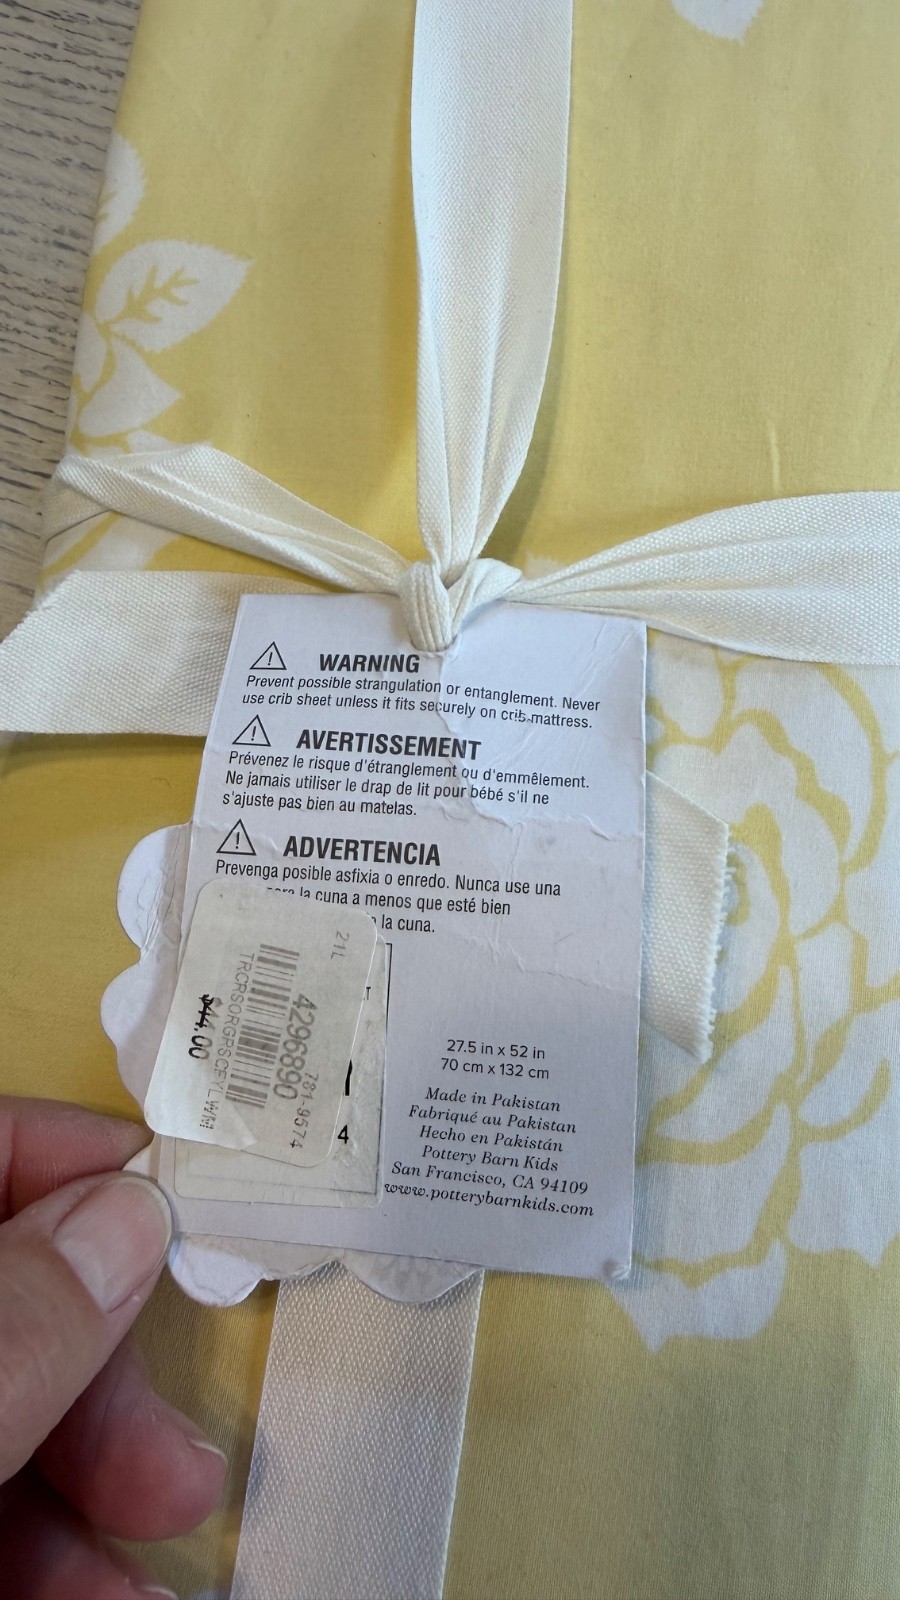 WARNING
Prevent possible strangulation or entanglement. Never
use crib sheet unless it fits securely on crib mattress.
AVERTISSEMENT
Prévenez le risque d'étranglement ou d'emmêlement.
Ne jamais utiliser le drap de lit pour bébé s'il ne
s'ajuste pas bien au matelas.
ADVERTENCIA
Prevenga posible asfixia o enredo. Nunca use una
la cuna a menos que esté bien
la cuna.
21L
4296890
781-9574
TRCRSORGPSCFYLWWM
4
27.5 in x 52 in
70 cm x 132 cm
Made in Pakistan
Fabriqué au Pakistan
Hecho en Pakistán
Pottery Barn Kids
San Francisco, CA 94109
www.potterybarnkids.com